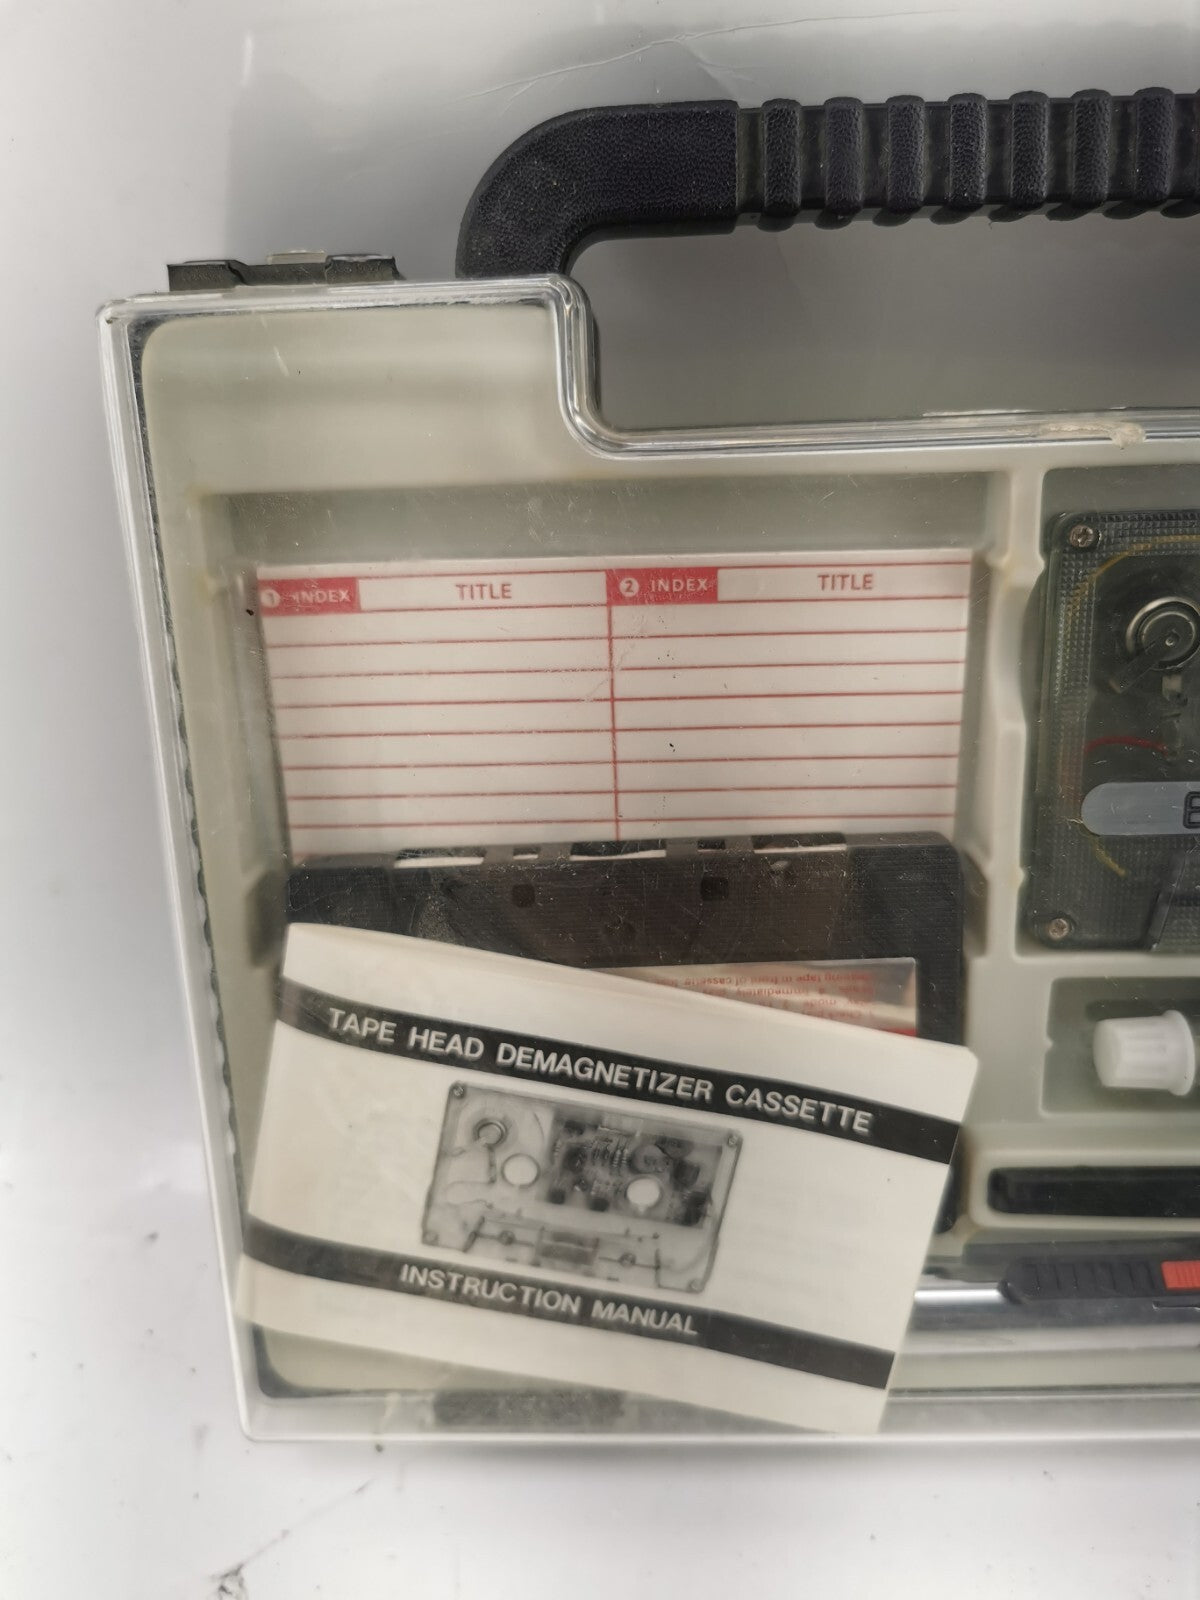 1 INDEX TITLE 2 INDEX TITLE
TAPE HEAD DEMAGNETIZER CASSETTE
INSTRUCTION MANUAL